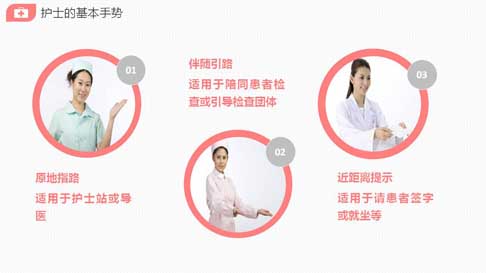 护士的基本手势
01
原地指路
适用于护士站或导
医
伴随引路
适用于陪同患者检
查或引导检查团体
02
03
近距离提示
适用于请患者签字
或就坐等